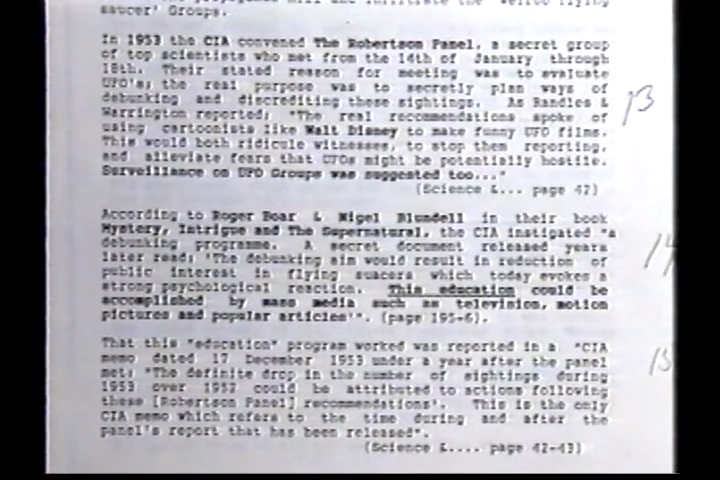 saucer' Groups.
In 1953 the CIA convened The Robertson Panel, a secret group
of top scientists who met from the 14th of January through
18th. Their stated reason for meeting was to evaluate
UFO's; the real purpose was to secretly plan ways of
debunking and discrediting these sightings. As Randles &
Warrington reported; "The real recommendations spoke of
using cartoonists like Walt Disney to make funny UFO films.
This would both ridicule witnesses, to stop them reporting,
and alleviate fears that UFOs might be potentially hostile.
Surveillance on UFO Groups was suggested too..."
(Science &... page 42)
13
According to Roger Boar & Nigel Blundell in their book
Mystery, Intrigue and The Supernatural, the CIA instigated "a
debunking programme. A secret document released years
later read: 'The debunking aim would result in reduction of
public interest in flying suacers which today evokes a
strong psychological reaction. This education could be
accomplished by mass media such as television, motion
pictures and popular articles'". (page 195-6).
14
That this "education" program worked was reported in a "CIA
memo dated 17 December 1953 under a year after the panel
met: "The definite drop in the number of sightings during
1953 over 1952 could be attributed to actions following
these [Robertson Panel] recommendations'. This is the only
CIA memo which refers to the time during and after the
panel's report that has been released".
(Science &.... page 42-43)
15